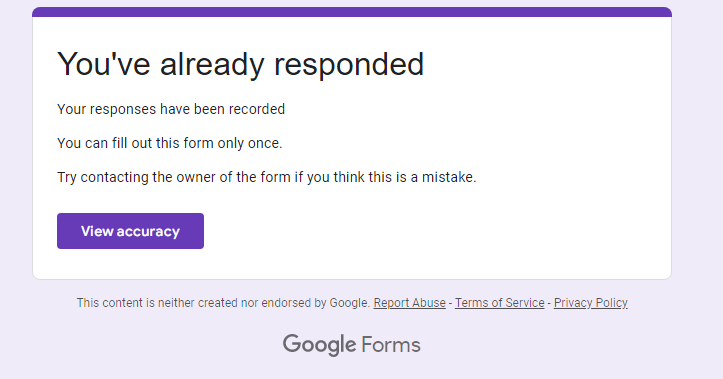 You've already responded
Your responses have been recorded
You can fill out this form only once.
Try contacting the owner of the form if you think this is a mistake.
View accuracy
This content is neither created nor endorsed by Google. Report Abuse - Terms of Service - Privacy Policy
Google Forms